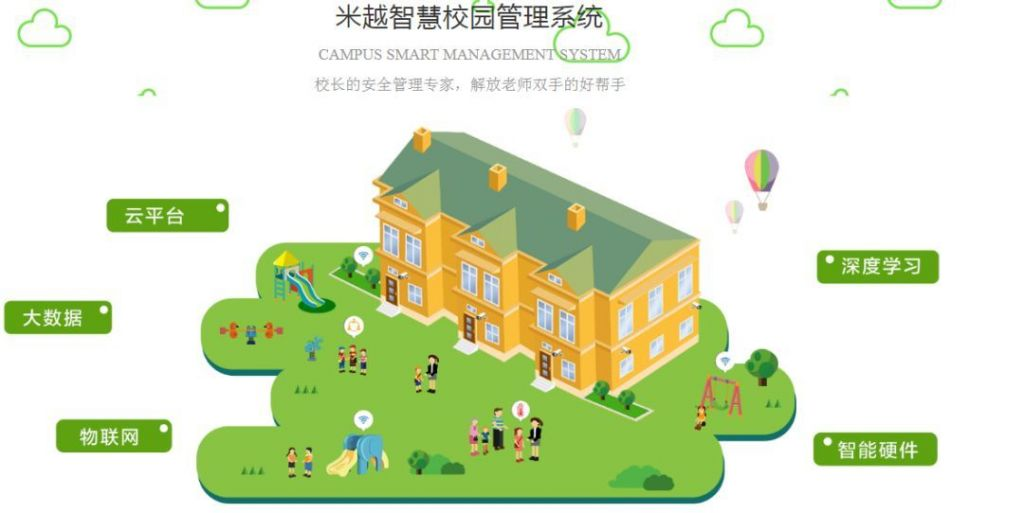 米越智慧校园管理系统
CAMPUS SMART MANAGEMENT SYSTEM
校长的安全管理专家，解放老师双手的好帮手
云平台
深度学习
大数据
物联网
智能硬件